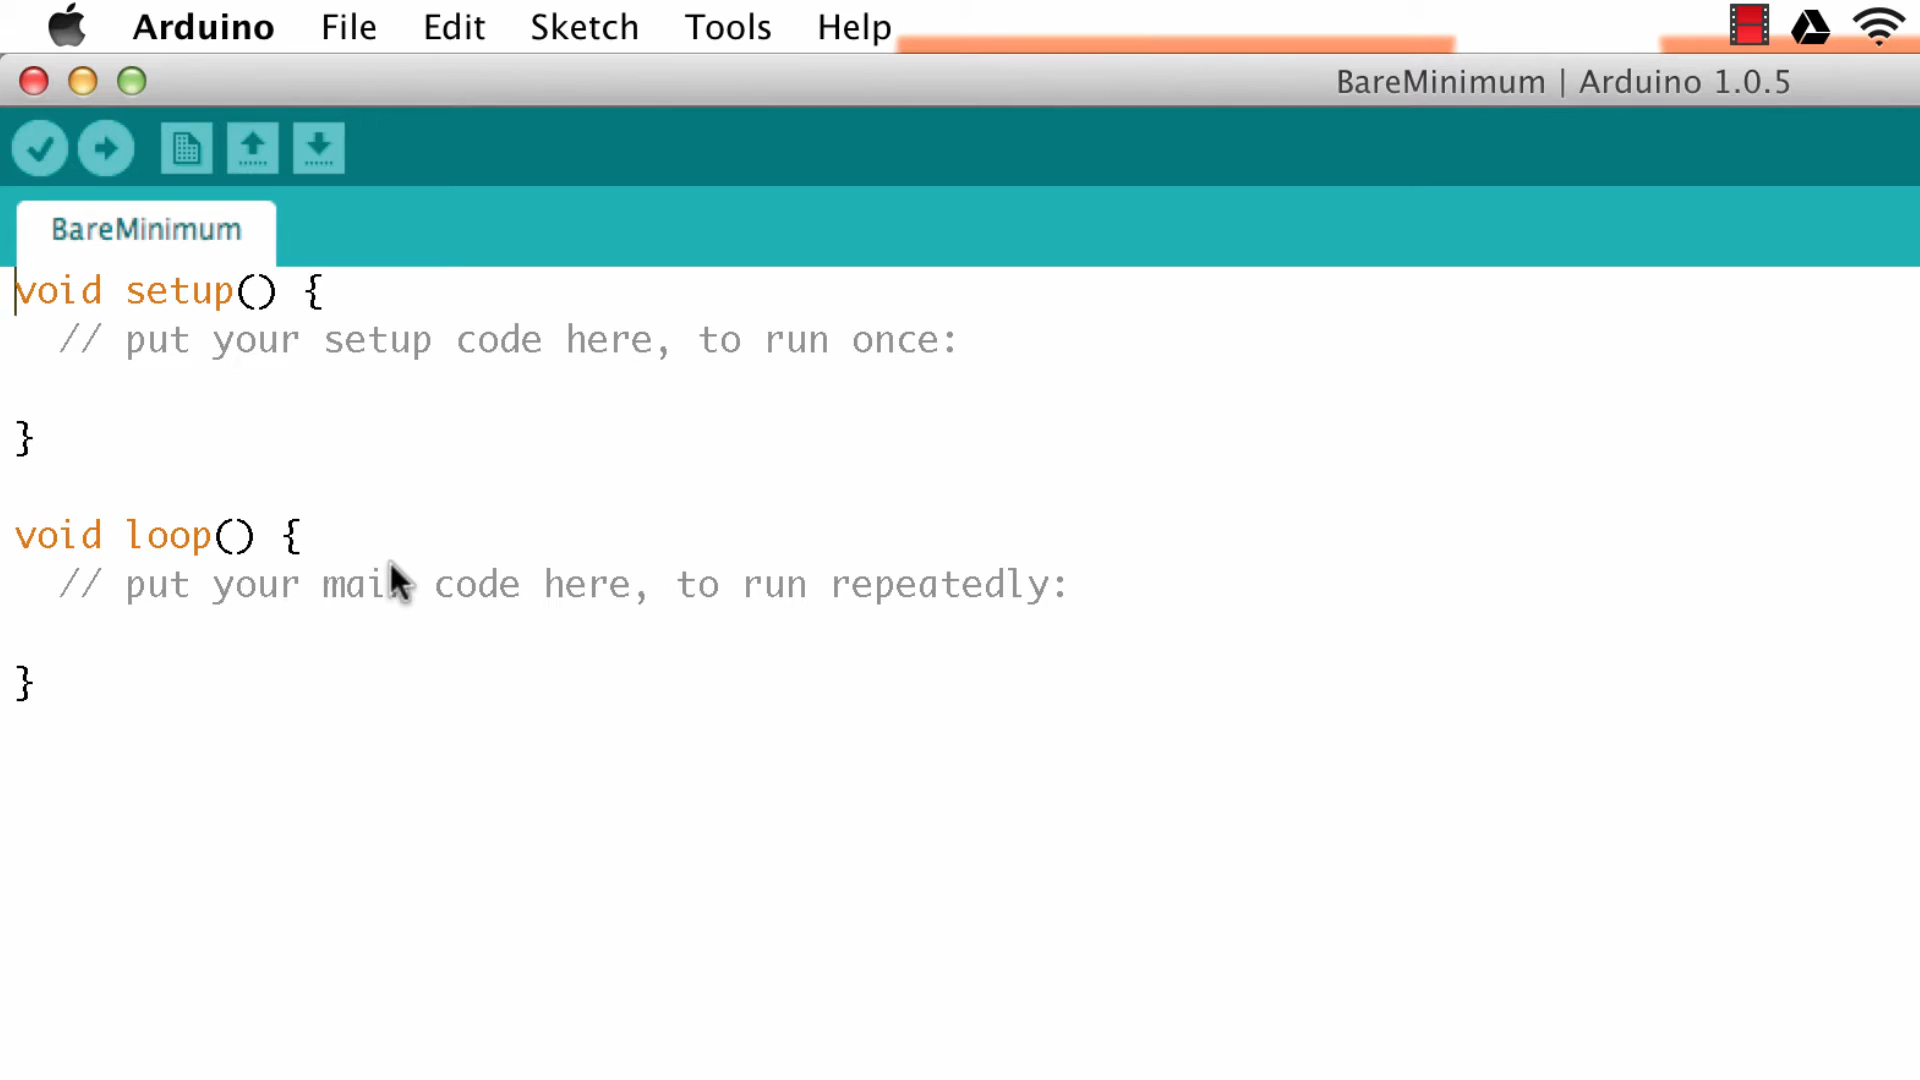 Arduino File Edit Sketch Tools Help
BareMinimum | Arduino 1.0.5
BareMinimum
void setup() {
  // put your setup code here, to run once:
}
void loop() {
  // put your main code here, to run repeatedly:
}